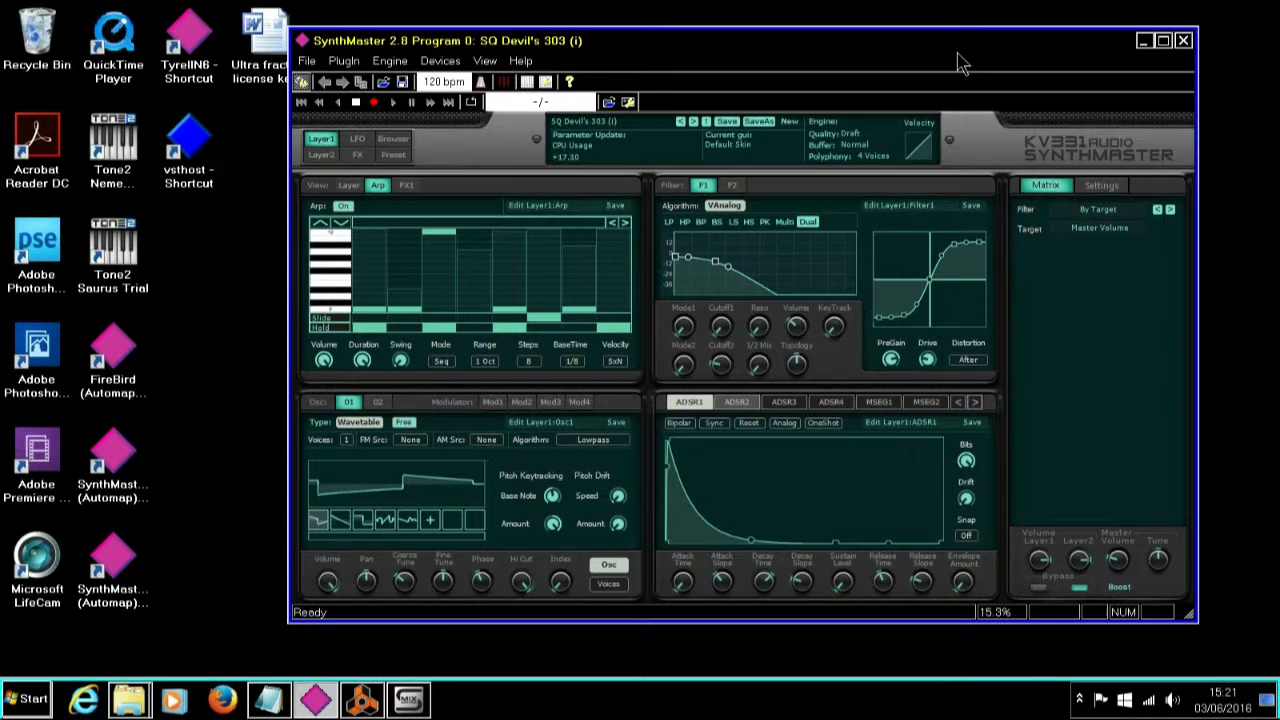 Recycle Bin
QuickTime Player
TyrellN6 - Shortcut
Ultra fract license ke
Acrobat Reader DC
Tone2 Neme...
vsthost - Shortcut
Adobe Photosh...
Tone2 Saurus Trial
Adobe Photosho...
FireBird (Automap...
Adobe Premiere ...
SynthMast... (Automap)...
Microsoft LifeCam
SynthMast... (Automap)...
SynthMaster 2.8 Program 0: SQ Devil's 303 (i)
File PlugIn Engine Devices View Help
120 bpm
-/-
Layer1 LFO Browser
Layer2 FX Preset
SQ Devil's 303 (i) < > ! Save SaveAs New
Parameter Update:
CPU Usage
+17.30
Current gui:
Default Skin
Engine:
Quality: Draft
Buffer: Normal
Polyphony: 4 Voices
Velocity
KV331AUDIO
SYNTHMASTER
View: Layer Arp FX1
Arp: On Edit Layer1:Arp Save
Slide
Hold
Volume Duration Swing Mode Range Steps BaseTime Velocity
Seq 1 Oct 8 1/8 SxN
Filter: F1 F2
Algorithm: VAnalog Edit Layer1:Filter1 Save
LP HP BP BS LS HS PK Multi Dual
12
0
-12
-24
-36
Mode1 Cutoff1 Reso Volume KeyTrack
Mode2 Cutoff2 1/2 Mix Topology
PreGain Drive Distortion
After
Matrix Settings
Filter By Target < >
Target Master Volume
Osc: O1 O2 Modulator: Mod1 Mod2 Mod3 Mod4
Type: Wavetable Free Edit Layer1:Osc1 Save
Voices: 1 FM Src: None AM Src: None Algorithm: Lowpass
Pitch Keytracking Pitch Drift
Base Note Speed
Amount Amount
Volume Pan Coarse Tune Fine Tune Phase Hi Cut Index
Osc
Voices
ADSR1 ADSR2 ADSR3 ADSR4 MSEG1 MSEG2 < >
Bipolar Sync Reset Analog OneShot Edit Layer1:ADSR1 Save
Bits
Drift
Snap
Off
Attack Time Attack Slope Decay Time Decay Slope Sustain Level Release Time Release Slope Envelope Amount
Volume Layer1 Layer2 Master Volume Tune
Bypass Boost
Ready 15.3% NUM
Start
MIX
15:21
03/06/2016